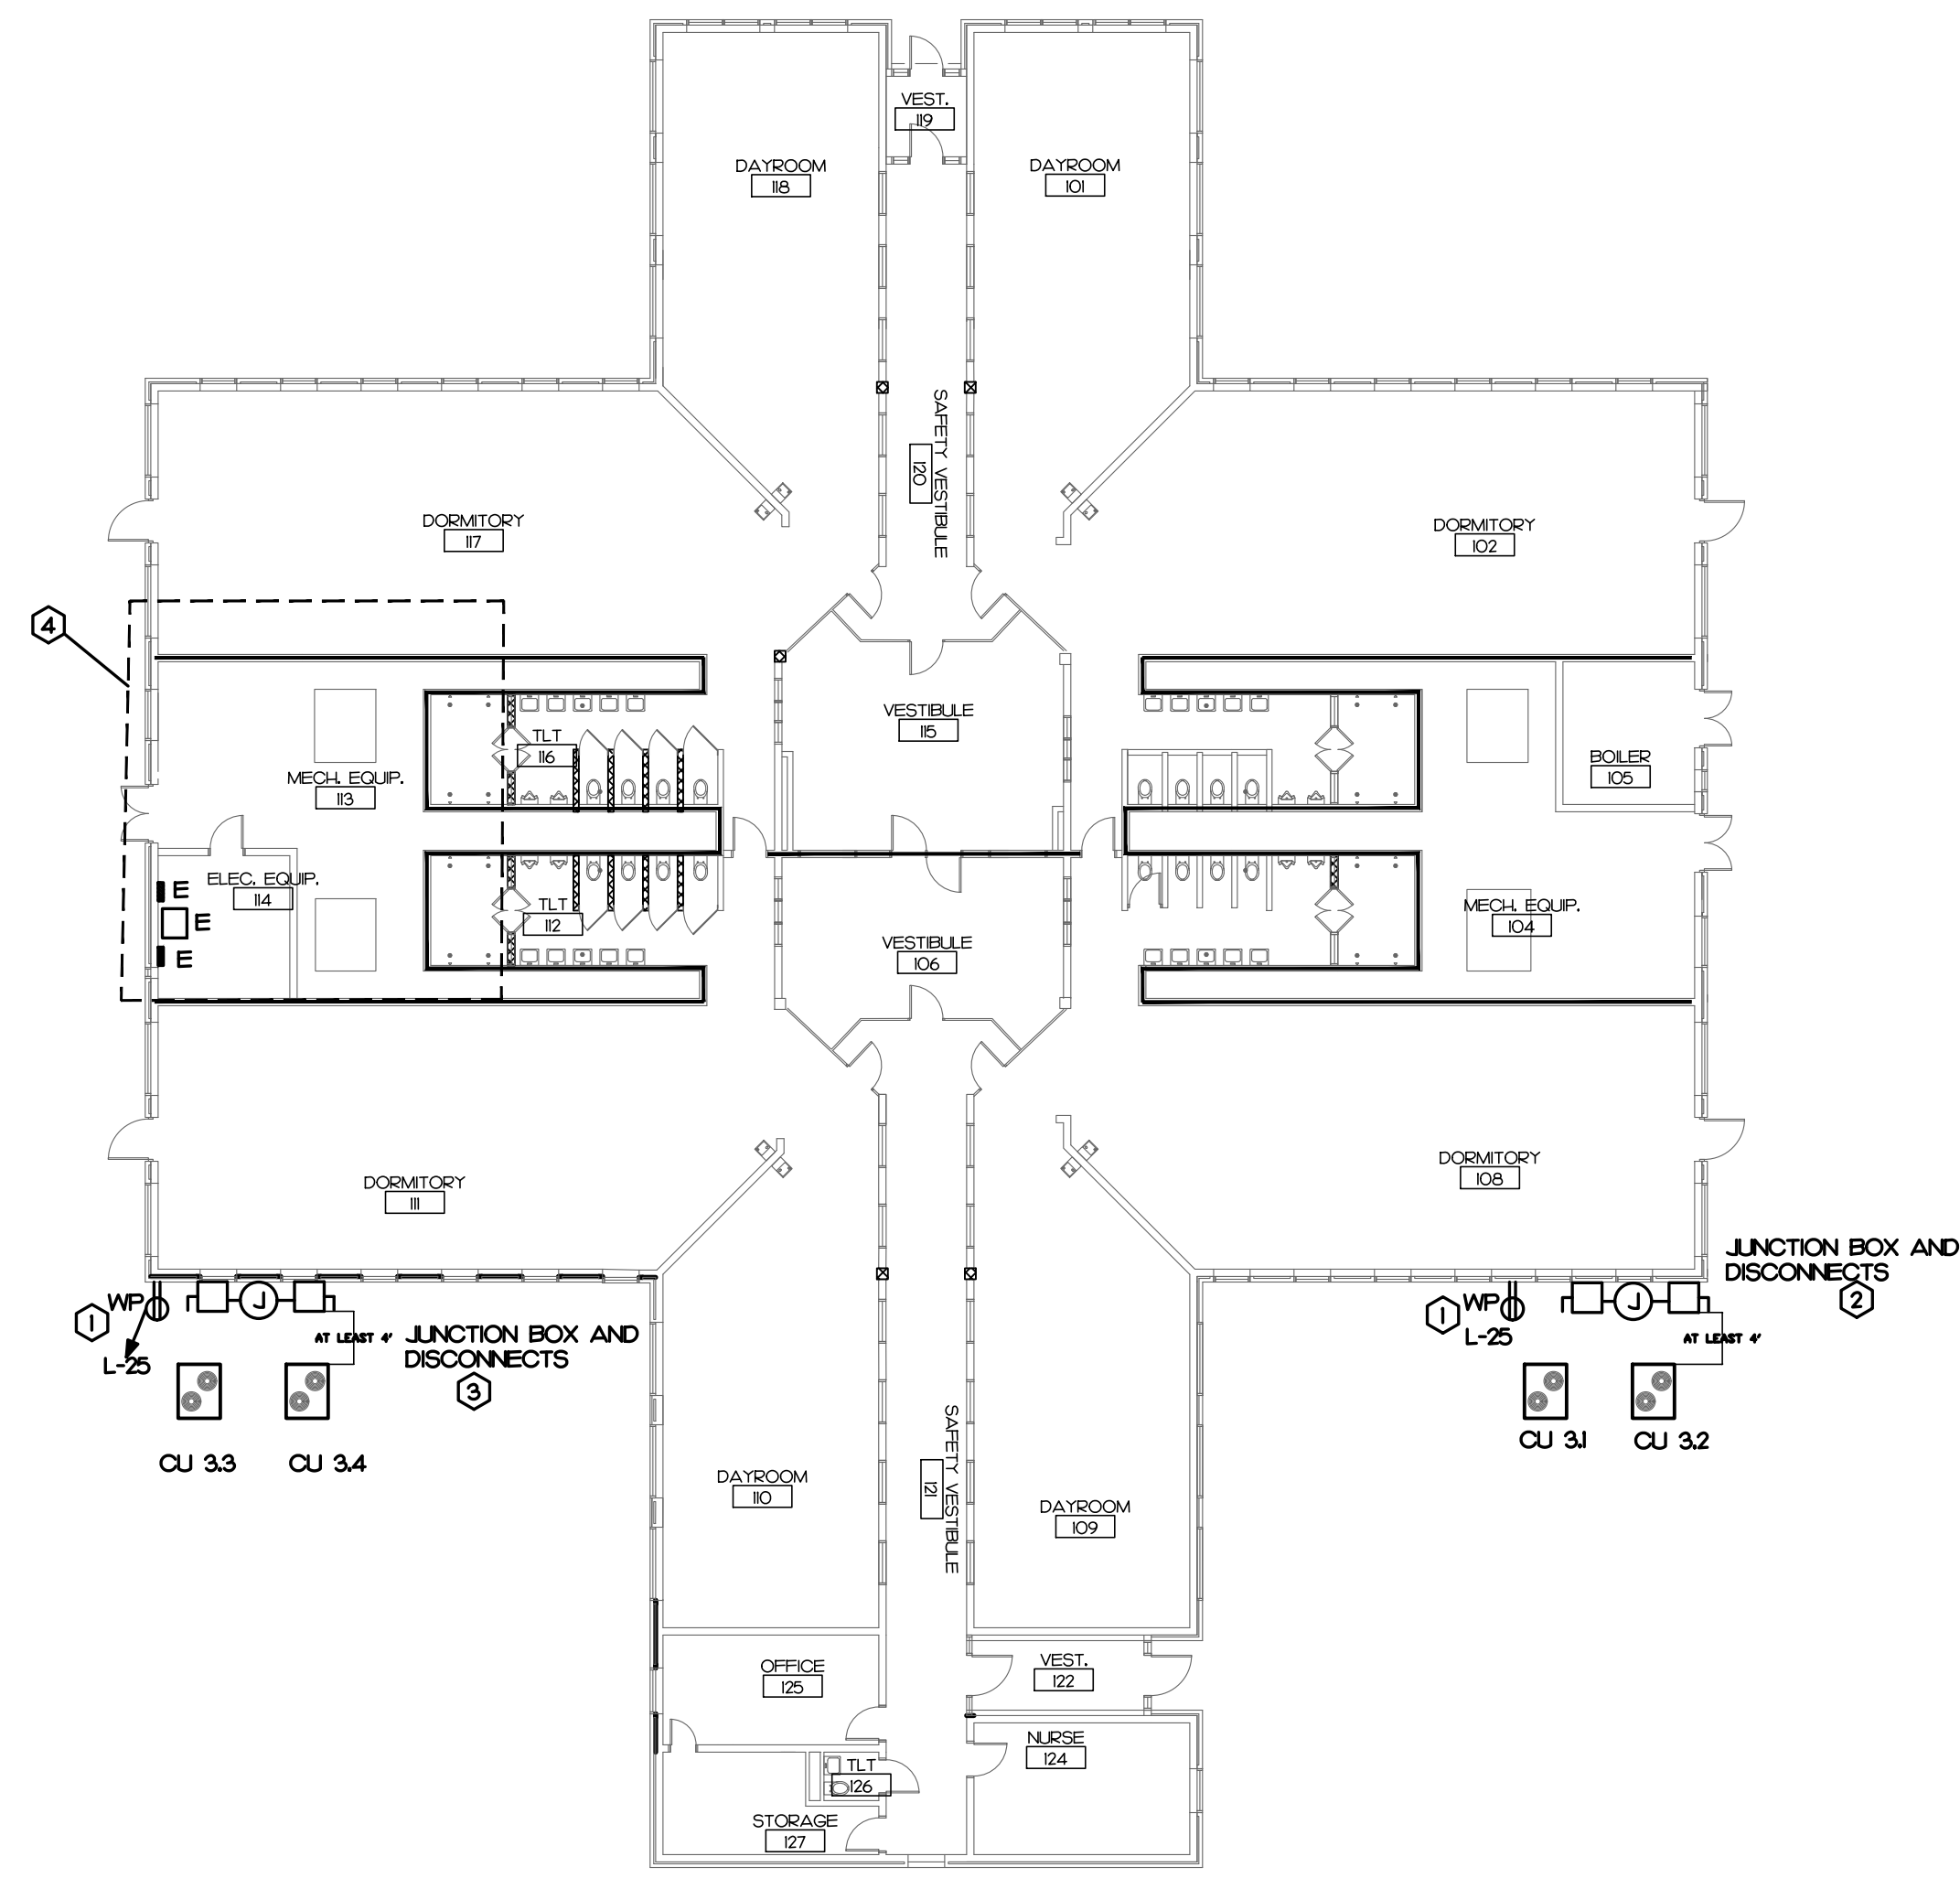 VEST.
119
DAYROOM
118
DAYROOM
101
SAFETY VESTIBULE
120
DORMITORY
117
DORMITORY
102
4
VESTIBULE
115
TLT
116
MECH. EQUIP.
113
BOILER
105
ELEC. EQUIP.
114
E
E
E
TLT
112
MECH. EQUIP.
104
VESTIBULE
106
DORMITORY
111
DORMITORY
108
JUNCTION BOX AND
DISCONNECTS
2
1
WP
L-25
J
AT LEAST 4'
JUNCTION BOX AND
DISCONNECTS
3
1
WP
L-25
J
AT LEAST 4'
CU 3.3
CU 3.4
CU 3.1
CU 3.2
SAFETY VESTIBULE
121
DAYROOM
110
DAYROOM
109
OFFICE
125
VEST.
122
NURSE
124
TLT
126
STORAGE
127